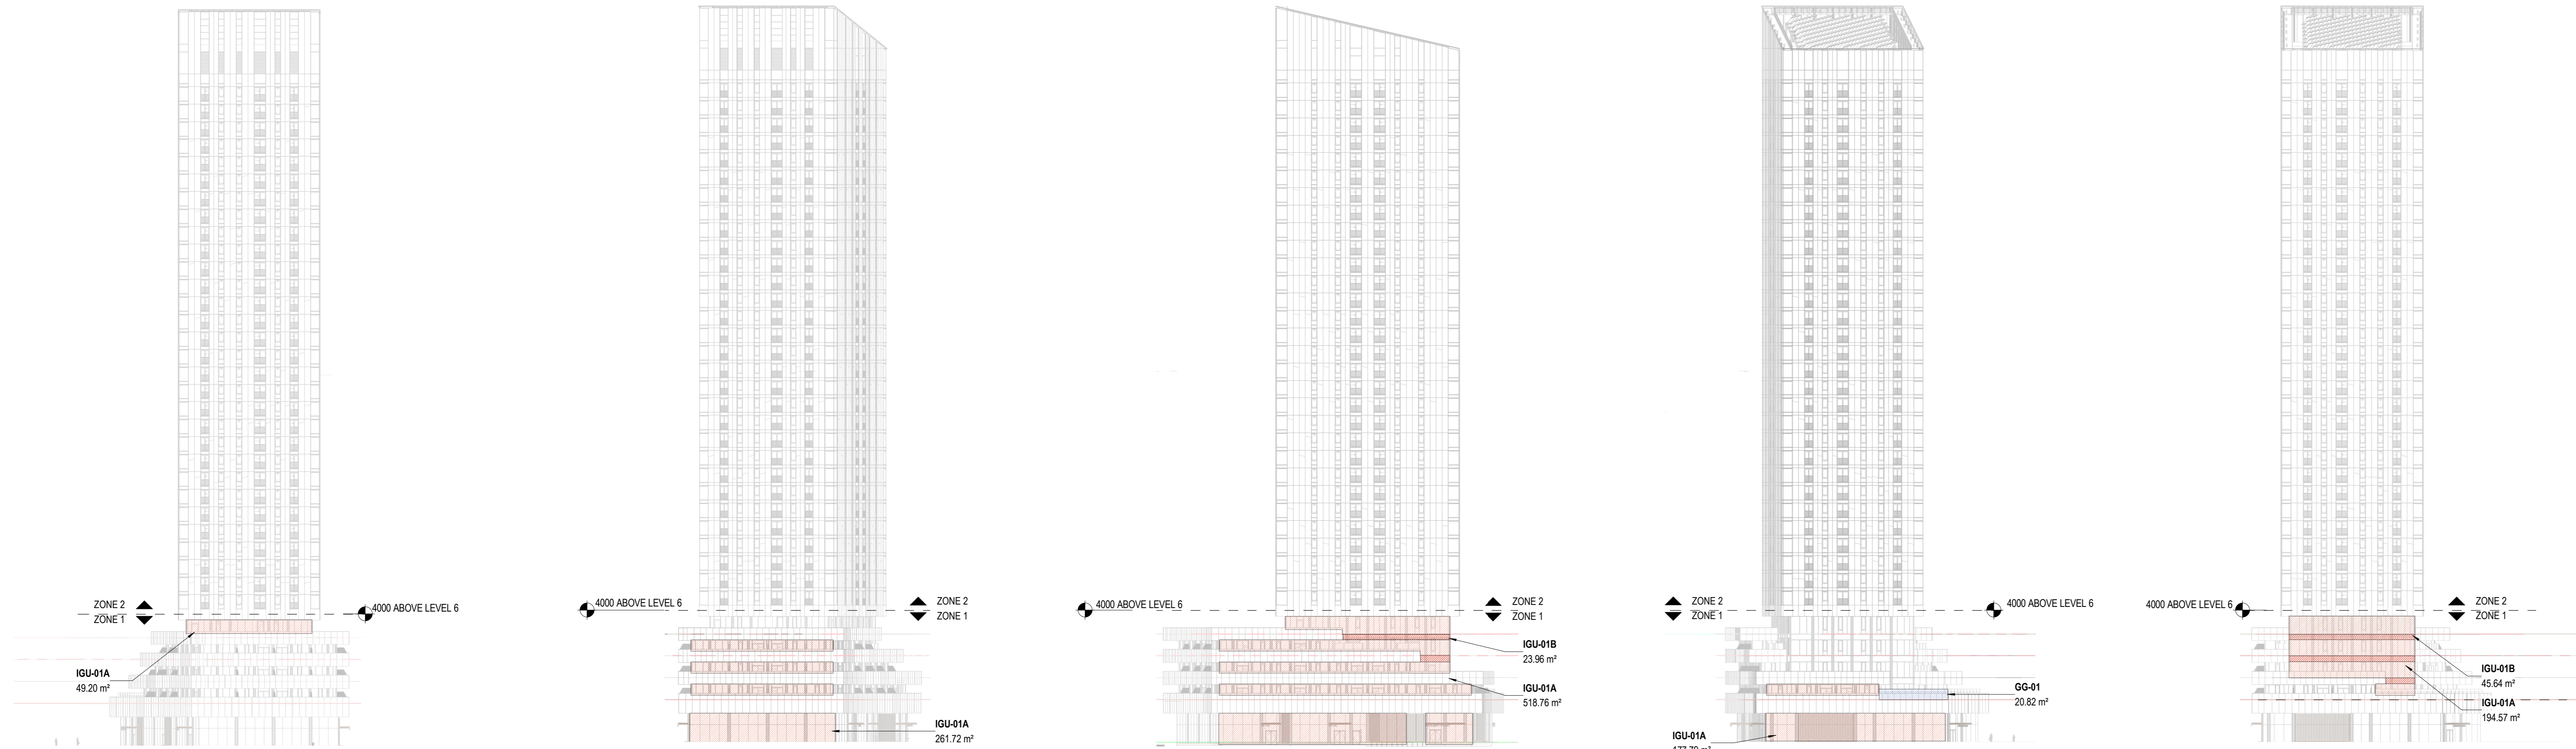 ZONE 2
ZONE 1
4000 ABOVE LEVEL 6
IGU-01A
49.20 m²
4000 ABOVE LEVEL 6
ZONE 2
ZONE 1
IGU-01A
261.72 m²
4000 ABOVE LEVEL 6
ZONE 2
ZONE 1
IGU-01B
23.96 m²
IGU-01A
518.76 m²
ZONE 2
ZONE 1
4000 ABOVE LEVEL 6
GG-01
20.82 m²
IGU-01A
4000 ABOVE LEVEL 6
ZONE 2
ZONE 1
IGU-01B
45.64 m²
IGU-01A
194.57 m²